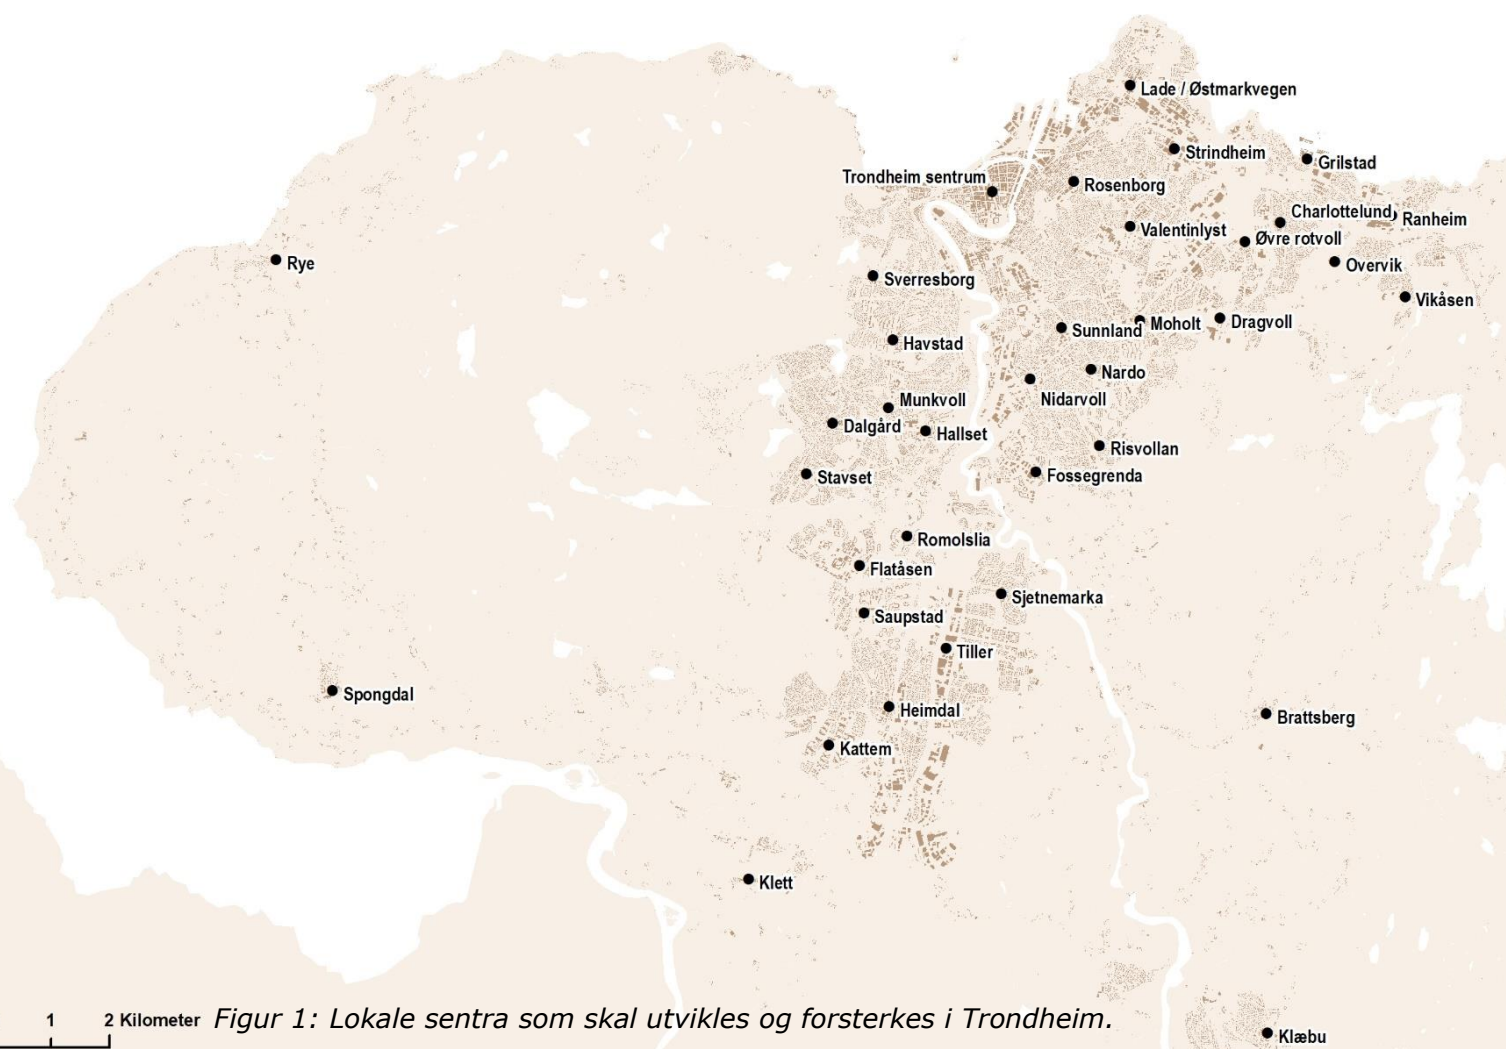 Lade / Østmarkvegen
Strindheim
Grilstad
Trondheim sentrum
Rosenborg
Charlottelund
Ranheim
Valentinlyst
Øvre rotvoll
Rye
Overvik
Sverresborg
Vikåsen
Sunnland
Moholt
Dragvoll
Havstad
Nardo
Munkvoll
Nidarvoll
Dalgård
Hallset
Risvollan
Stavset
Fossegrenda
Romolslia
Flatåsen
Sjetnemarka
Saupstad
Tiller
Spongdal
Heimdal
Brattsberg
Kattem
Klett
1 2 Kilometer
Figur 1: Lokale sentra som skal utvikles og forsterkes i Trondheim.
Klæbu